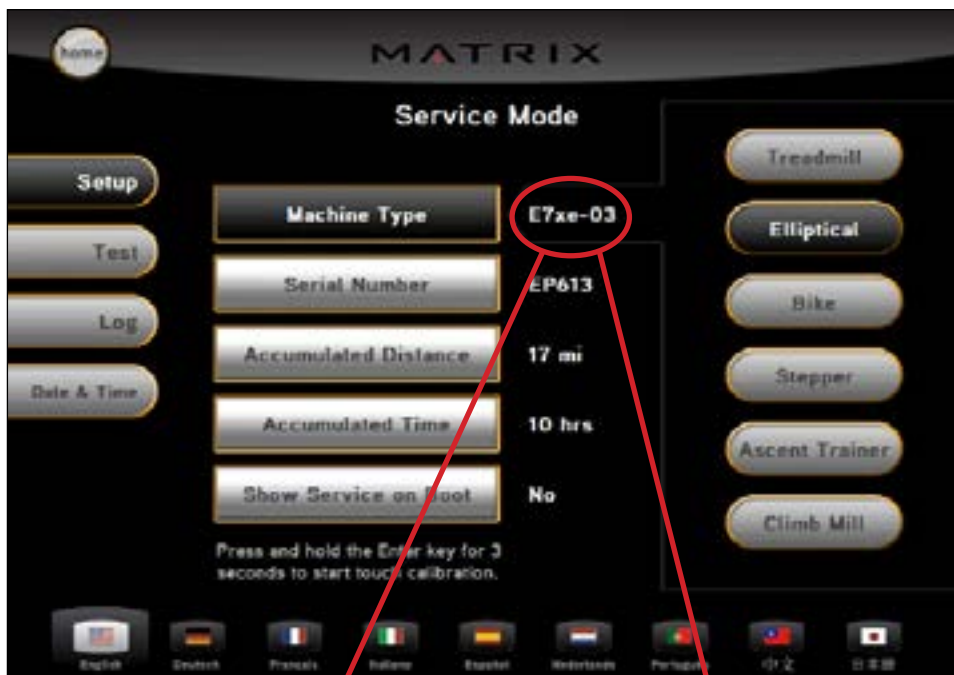 home
MATRIX
Service Mode
Setup
Test
Log
Date & Time
Machine Type
E7xe-03
Serial Number
EP613
Accumulated Distance
17 mi
Accumulated Time
10 hrs
Show Service on Boot
No
Press and hold the Enter key for 3
seconds to start touch calibration.
Treadmill
Elliptical
Bike
Stepper
Ascent Trainer
Climb Mill
English
Deutsch
Français
Italiano
Español
Nederlands
Português
中文
日本語